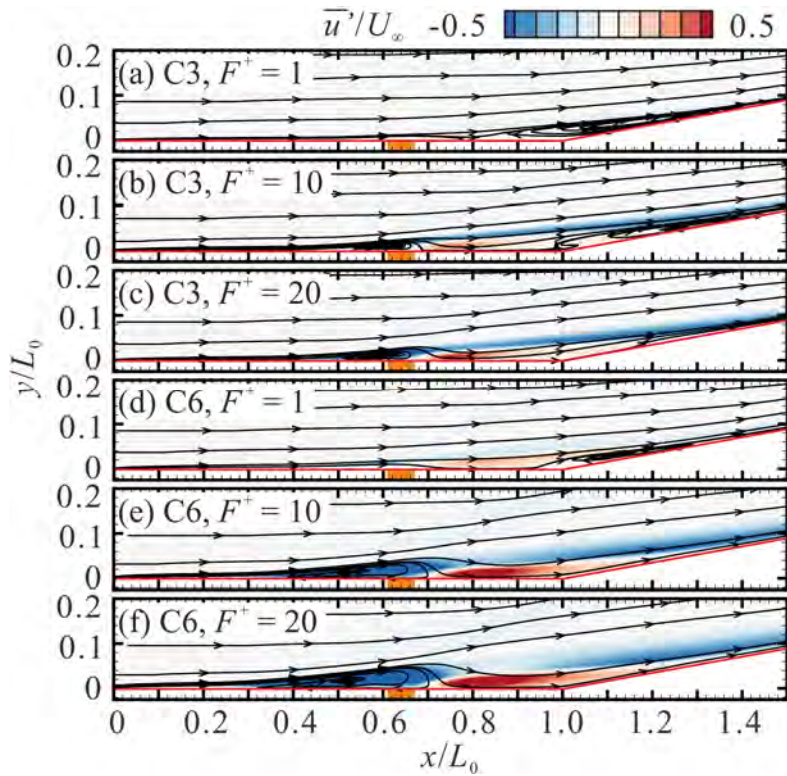 u̅'/U∞ -0.5 0.5
0.2
(a) C3, F⁺ = 1
0.1
0
0.2
(b) C3, F⁺ = 10
0.1
0
0.2
(c) C3, F⁺ = 20
0.1
0
y/L₀
0.2
(d) C6, F⁺ = 1
0.1
0
0.2
(e) C6, F⁺ = 10
0.1
0
0.2
(f) C6, F⁺ = 20
0.1
0
0 0.2 0.4 0.6 0.8 1.0 1.2 1.4
x/L₀